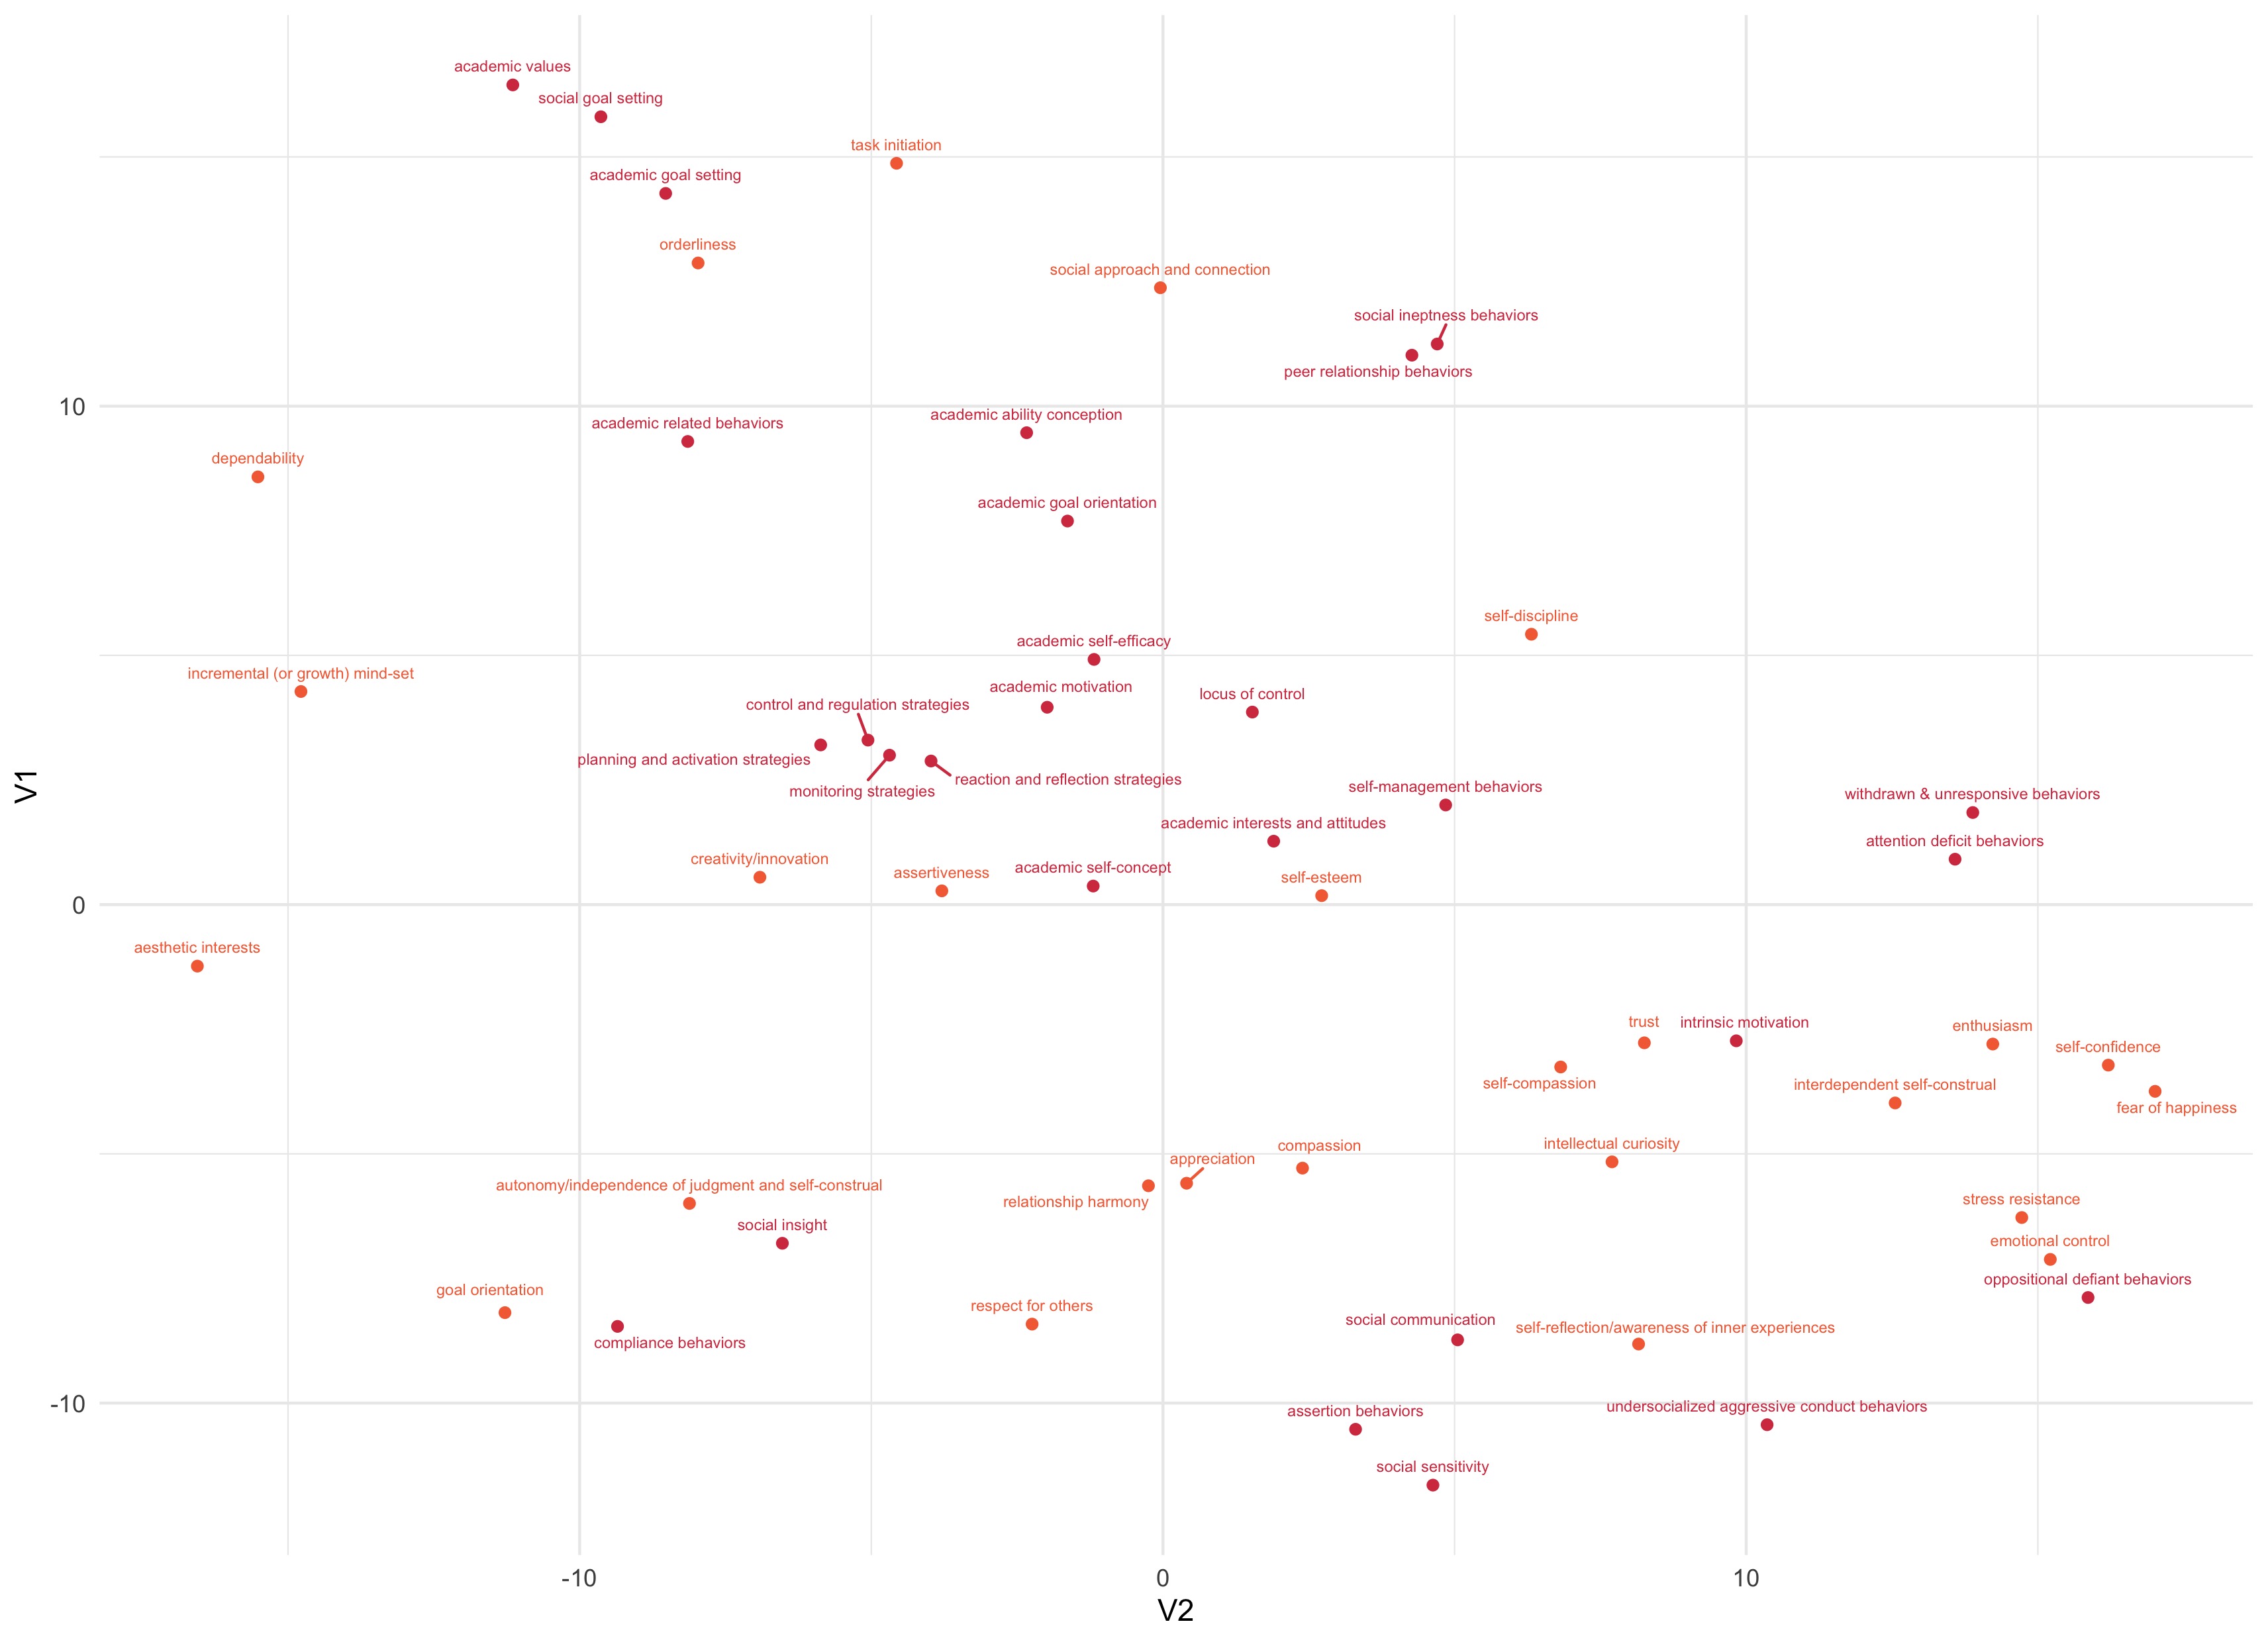 academic values
social goal setting
task initiation
academic goal setting
orderliness
social approach and connection
social ineptness behaviors
peer relationship behaviors
10
academic ability conception
academic related behaviors
dependability
academic goal orientation
self-discipline
academic self-efficacy
incremental (or growth) mind-set
academic motivation
locus of control
control and regulation strategies
planning and activation strategies
reaction and reflection strategies
monitoring strategies
self-management behaviors
withdrawn & unresponsive behaviors
V1
academic interests and attitudes
attention deficit behaviors
creativity/innovation
assertiveness
academic self-concept
self-esteem
0
aesthetic interests
trust
intrinsic motivation
enthusiasm
self-confidence
self-compassion
interdependent self-construal
fear of happiness
intellectual curiosity
compassion
appreciation
autonomy/independence of judgment and self-construal
relationship harmony
stress resistance
social insight
emotional control
oppositional defiant behaviors
goal orientation
respect for others
social communication
self-reflection/awareness of inner experiences
compliance behaviors
-10
undersocialized aggressive conduct behaviors
assertion behaviors
social sensitivity
-10
0
10
V2